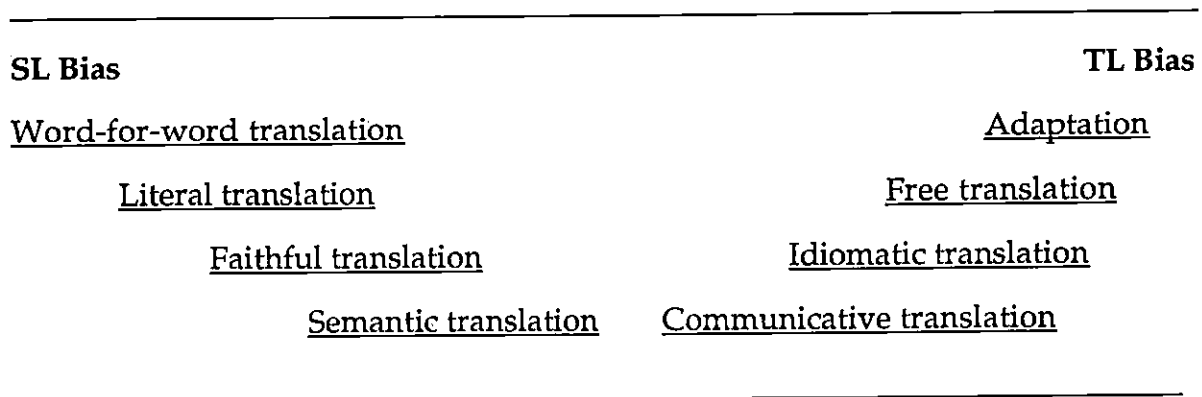 SL Bias TL Bias
Word-for-word translation Adaptation
Literal translation Free translation
Faithful translation Idiomatic translation
Semantic translation Communicative translation